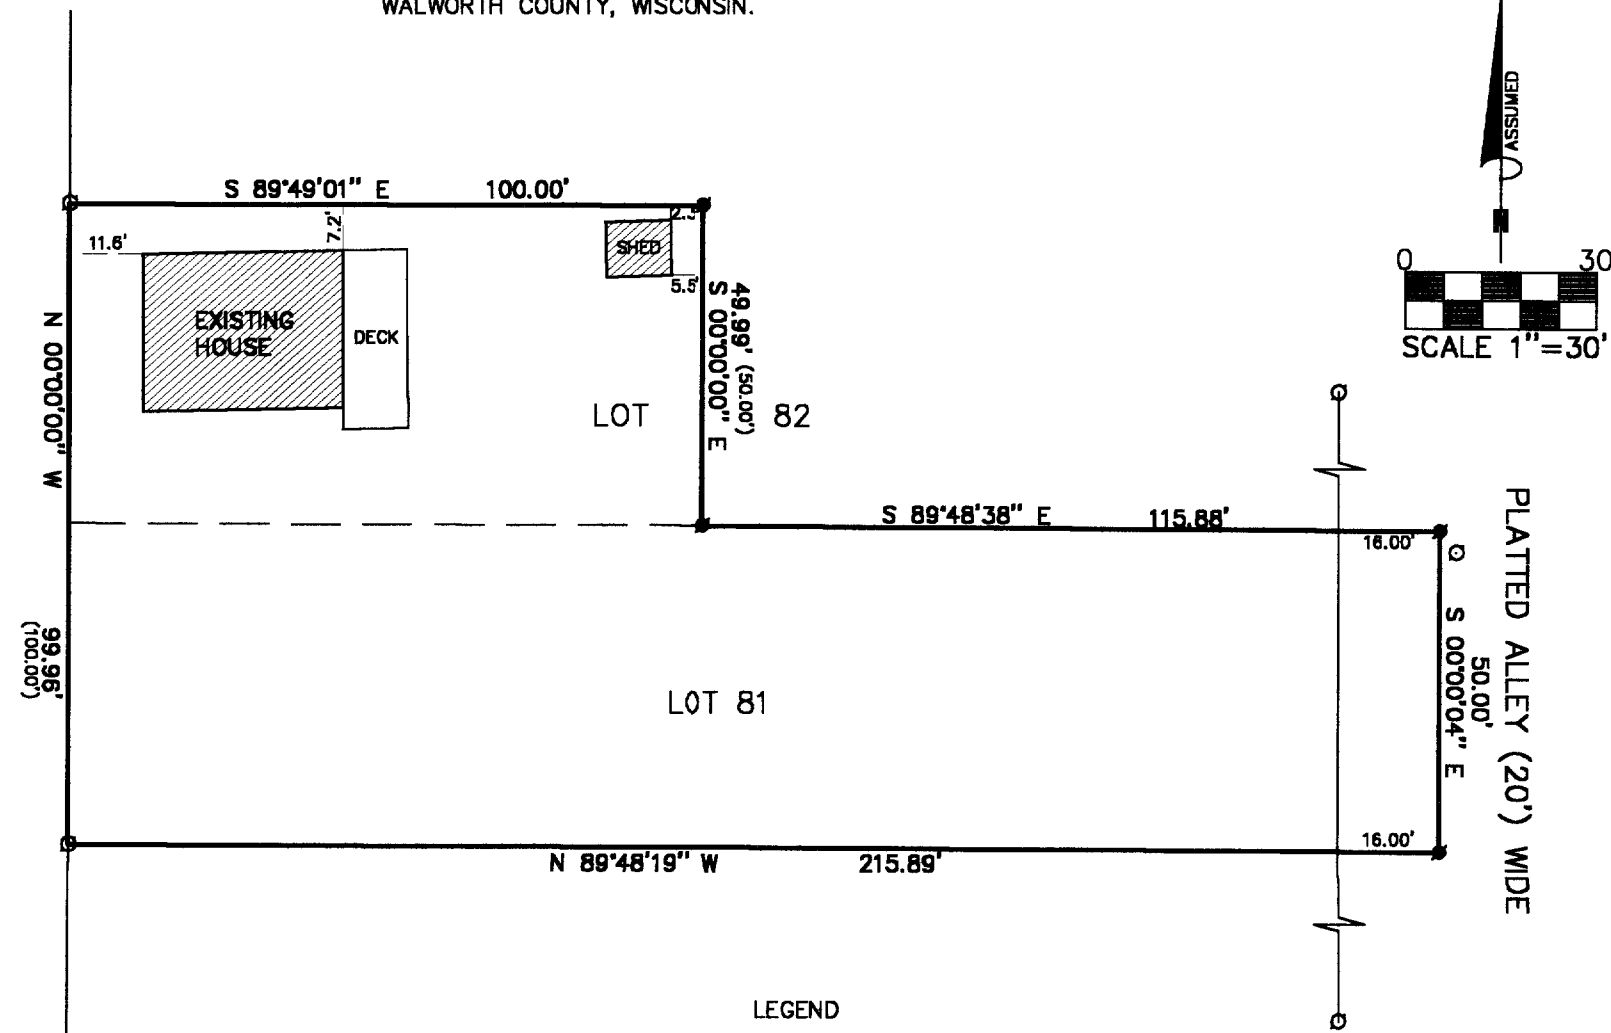 WALWORTH COUNTY, WISCONSIN.
ASSUMED
N
0 30
SCALE 1"=30'
S 89°49'01" E 100.00'
7.2'
2.5'
11.6'
SHED
5.5'
EXISTING
HOUSE
DECK
N 00°00'00" W
49.99' (50.00')
S 00°00'00" E
LOT 82
S 89°48'38" E 115.88'
16.00'
PLATTED ALLEY (20') WIDE
50.00'
S 00°00'04" E
99.96'
(100.00')
LOT 81
16.00'
N 89°48'19" W 215.89'
LEGEND